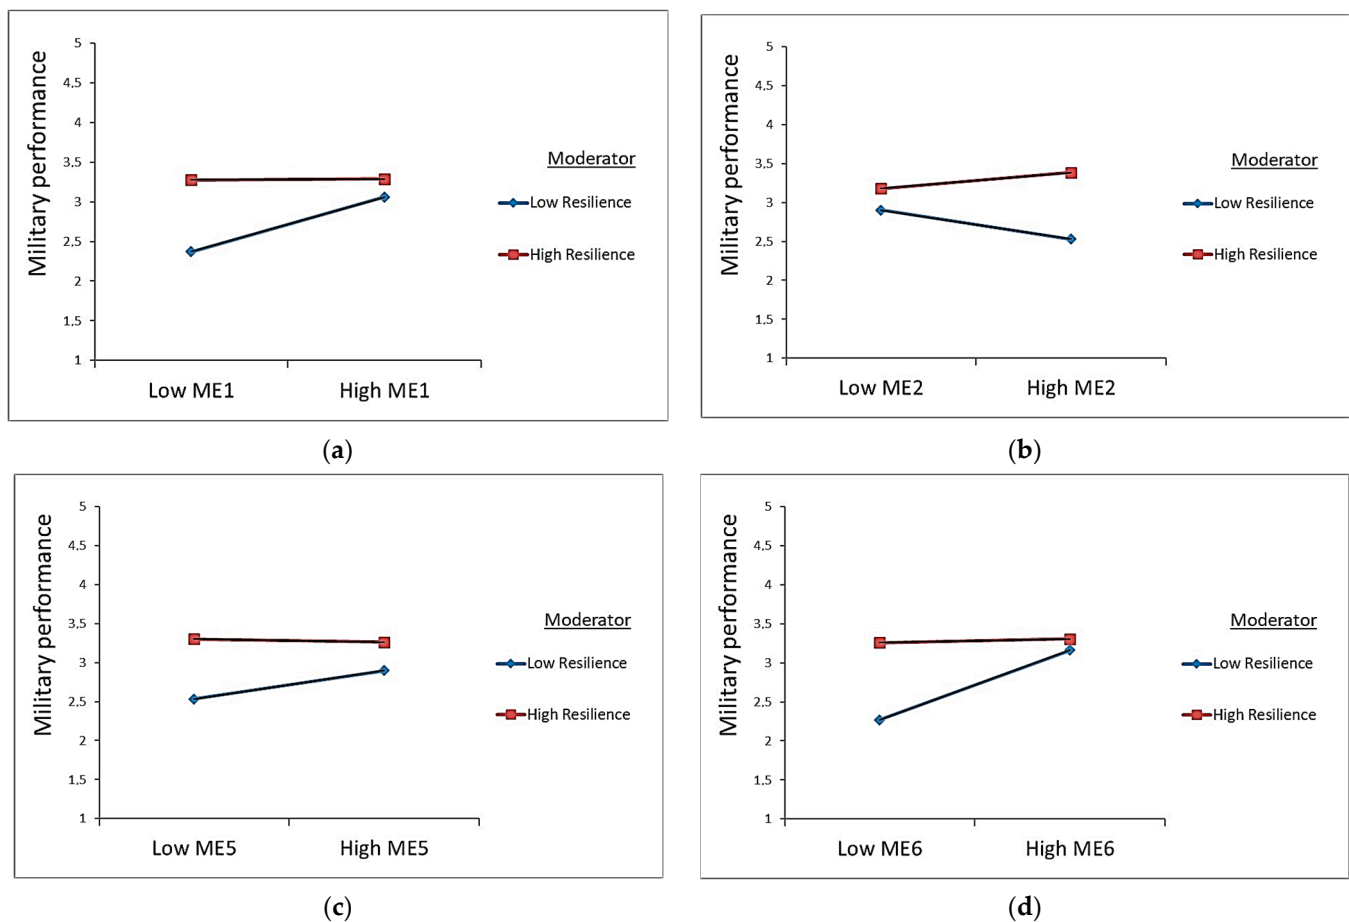 Military performance
5
4,5
4
3,5
3
2,5
2
1,5
1
Low ME1 High ME1
Moderator
Low Resilience
High Resilience
(a)
Military performance
5
4,5
4
3,5
3
2,5
2
1,5
1
Low ME2 High ME2
Moderator
Low Resilience
High Resilience
(b)
Military performance
5
4,5
4
3,5
3
2,5
2
1,5
1
Low ME5 High ME5
Moderator
Low Resilience
High Resilience
(c)
Military performance
5
4,5
4
3,5
3
2,5
2
1,5
1
Low ME6 High ME6
Moderator
Low Resilience
High Resilience
(d)